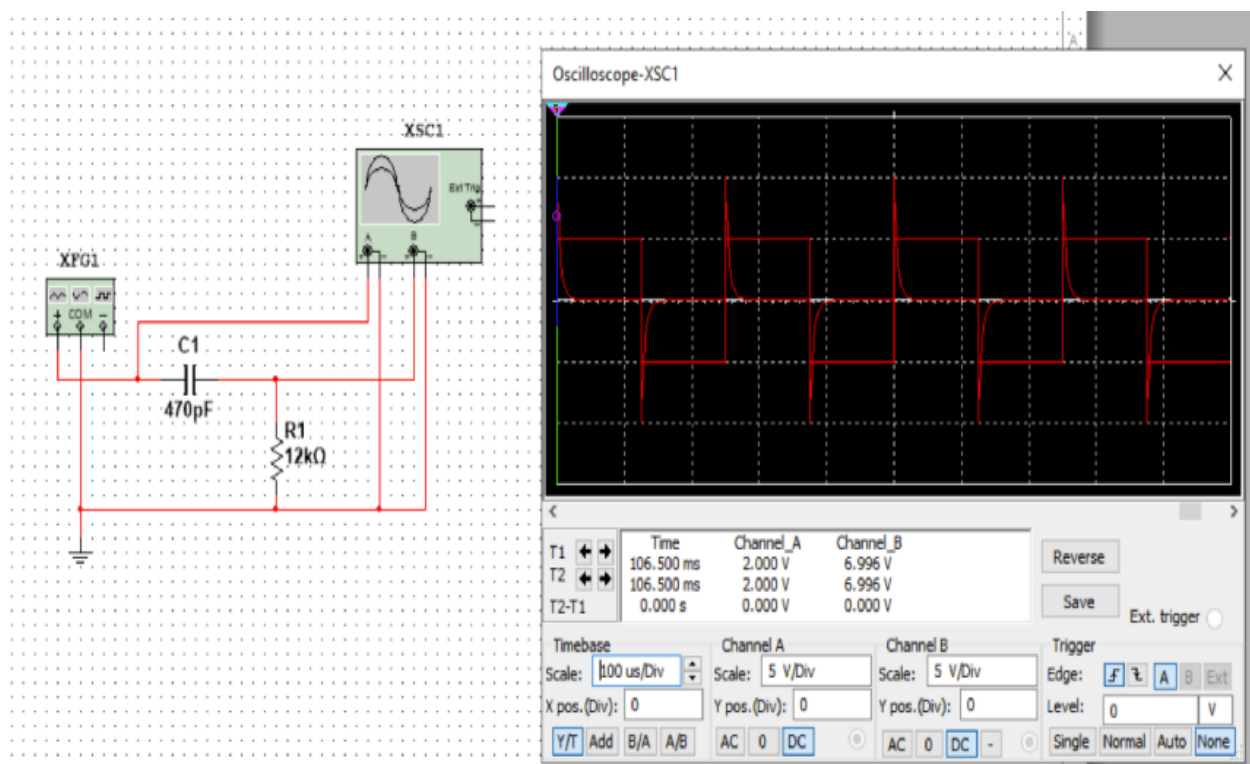 XSC1
Ext Trig
A
B
XFG1
COM
C1
470pF
R1
12kΩ
A
Oscilloscope-XSC1
X
T1
T2
T2-T1
Time Channel_A Channel_B
106.500 ms 2.000 V 6.996 V
106.500 ms 2.000 V 6.996 V
0.000 s 0.000 V 0.000 V
Reverse
Save
Ext. trigger
Timebase
Scale: 100 us/Div
X pos.(Div): 0
Y/T Add B/A A/B
Channel A
Scale: 5 V/Div
Y pos.(Div): 0
AC 0 DC
Channel B
Scale: 5 V/Div
Y pos.(Div): 0
AC 0 DC -
Trigger
Edge: A B Ext
Level: 0 V
Single Normal Auto None